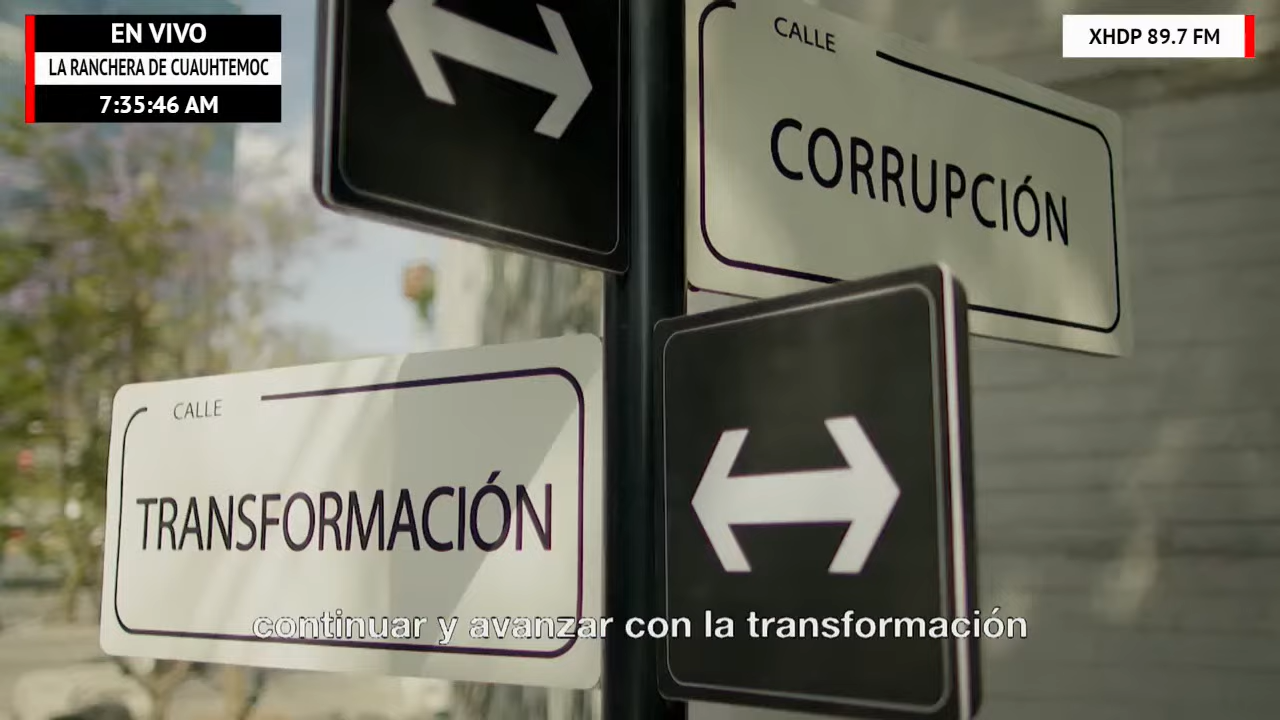 EN VIVO
LA RANCHERA DE CUAUHTEMOC
7:35:46 AM
XHDP 89.7 FM
CALLE
CORRUPCIÓN
CALLE
TRANSFORMACIÓN
continuar y avanzar con la transformación